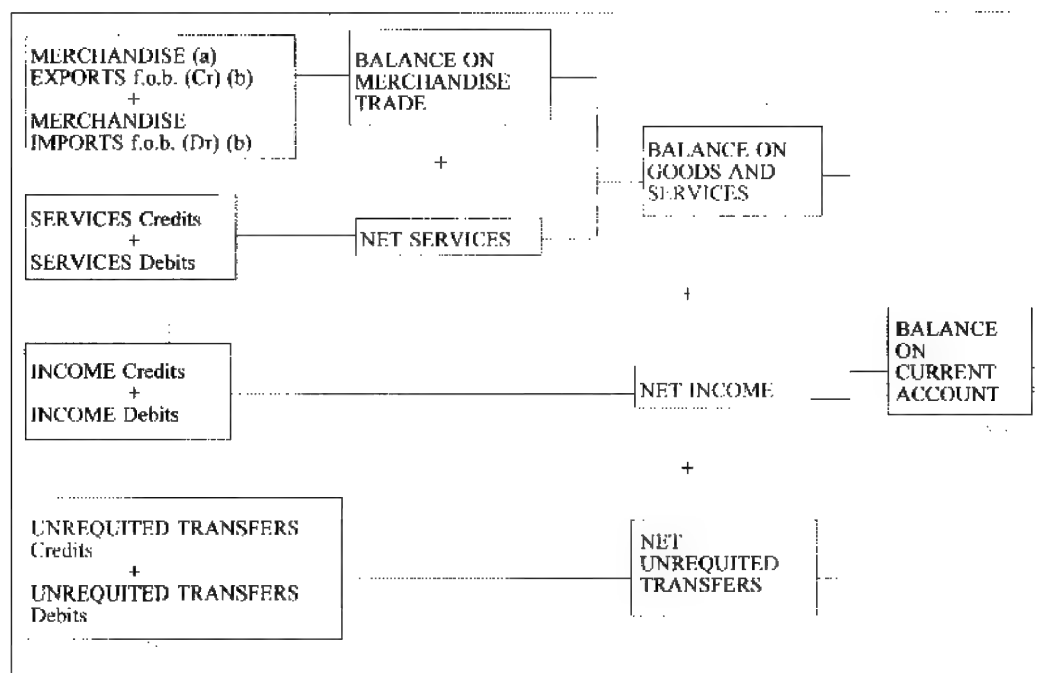 MERCHANDISE (a)
EXPORTS f.o.b. (Cr) (b)
+
MERCHANDISE
IMPORTS f.o.b. (Dr) (b)
BALANCE ON
MERCHANDISE
TRADE
+
SERVICES Credits
+
SERVICES Debits
NET SERVICES
BALANCE ON
GOODS AND
SERVICES
+
INCOME Credits
+
INCOME Debits
NET INCOME
+
UNREQUITED TRANSFERS
Credits
+
UNREQUITED TRANSFERS
Debits
NET
UNREQUITED
TRANSFERS
BALANCE
ON
CURRENT
ACCOUNT